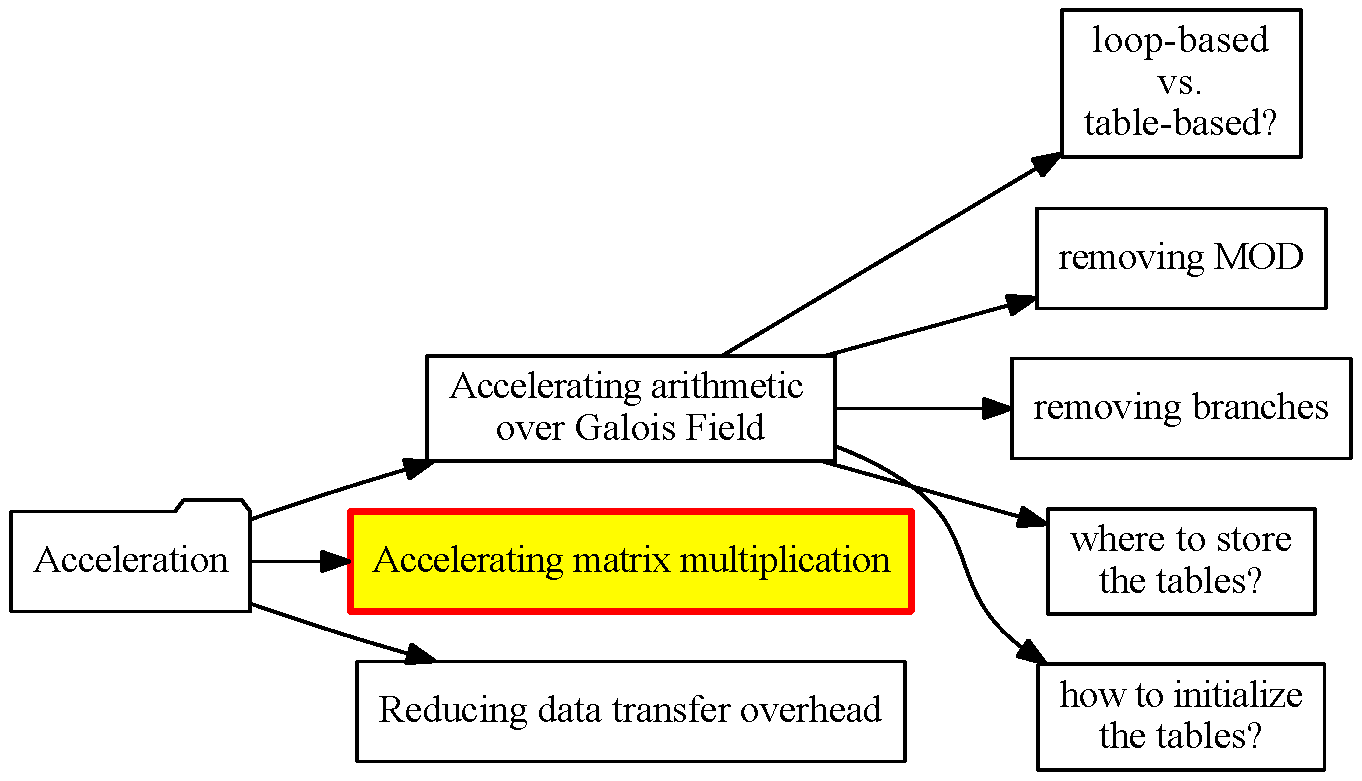 loop-based
vs.
table-based?
removing MOD
Accelerating arithmetic
over Galois Field
removing branches
Acceleration
Accelerating matrix multiplication
where to store
the tables?
Reducing data transfer overhead
how to initialize
the tables?